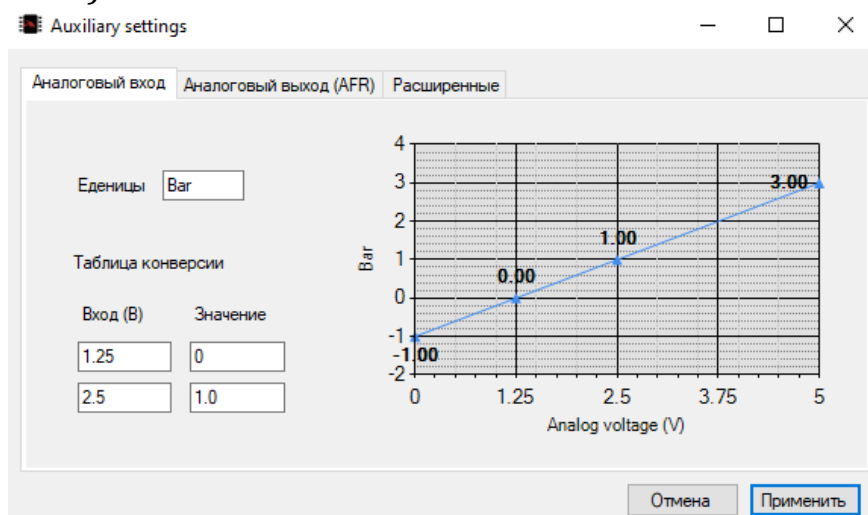 Auxiliary settings
Аналоговый вход Аналоговый выход (AFR) Расширенные
Еденицы Bar
Таблица конверсии
Вход (В) Значение
1.25 0
2.5 1.0
Bar
4
3
2
1
0
-1
-2
-1.00
0.00
1.00
3.00
0 1.25 2.5 3.75 5
Analog voltage (V)
Отмена Применить